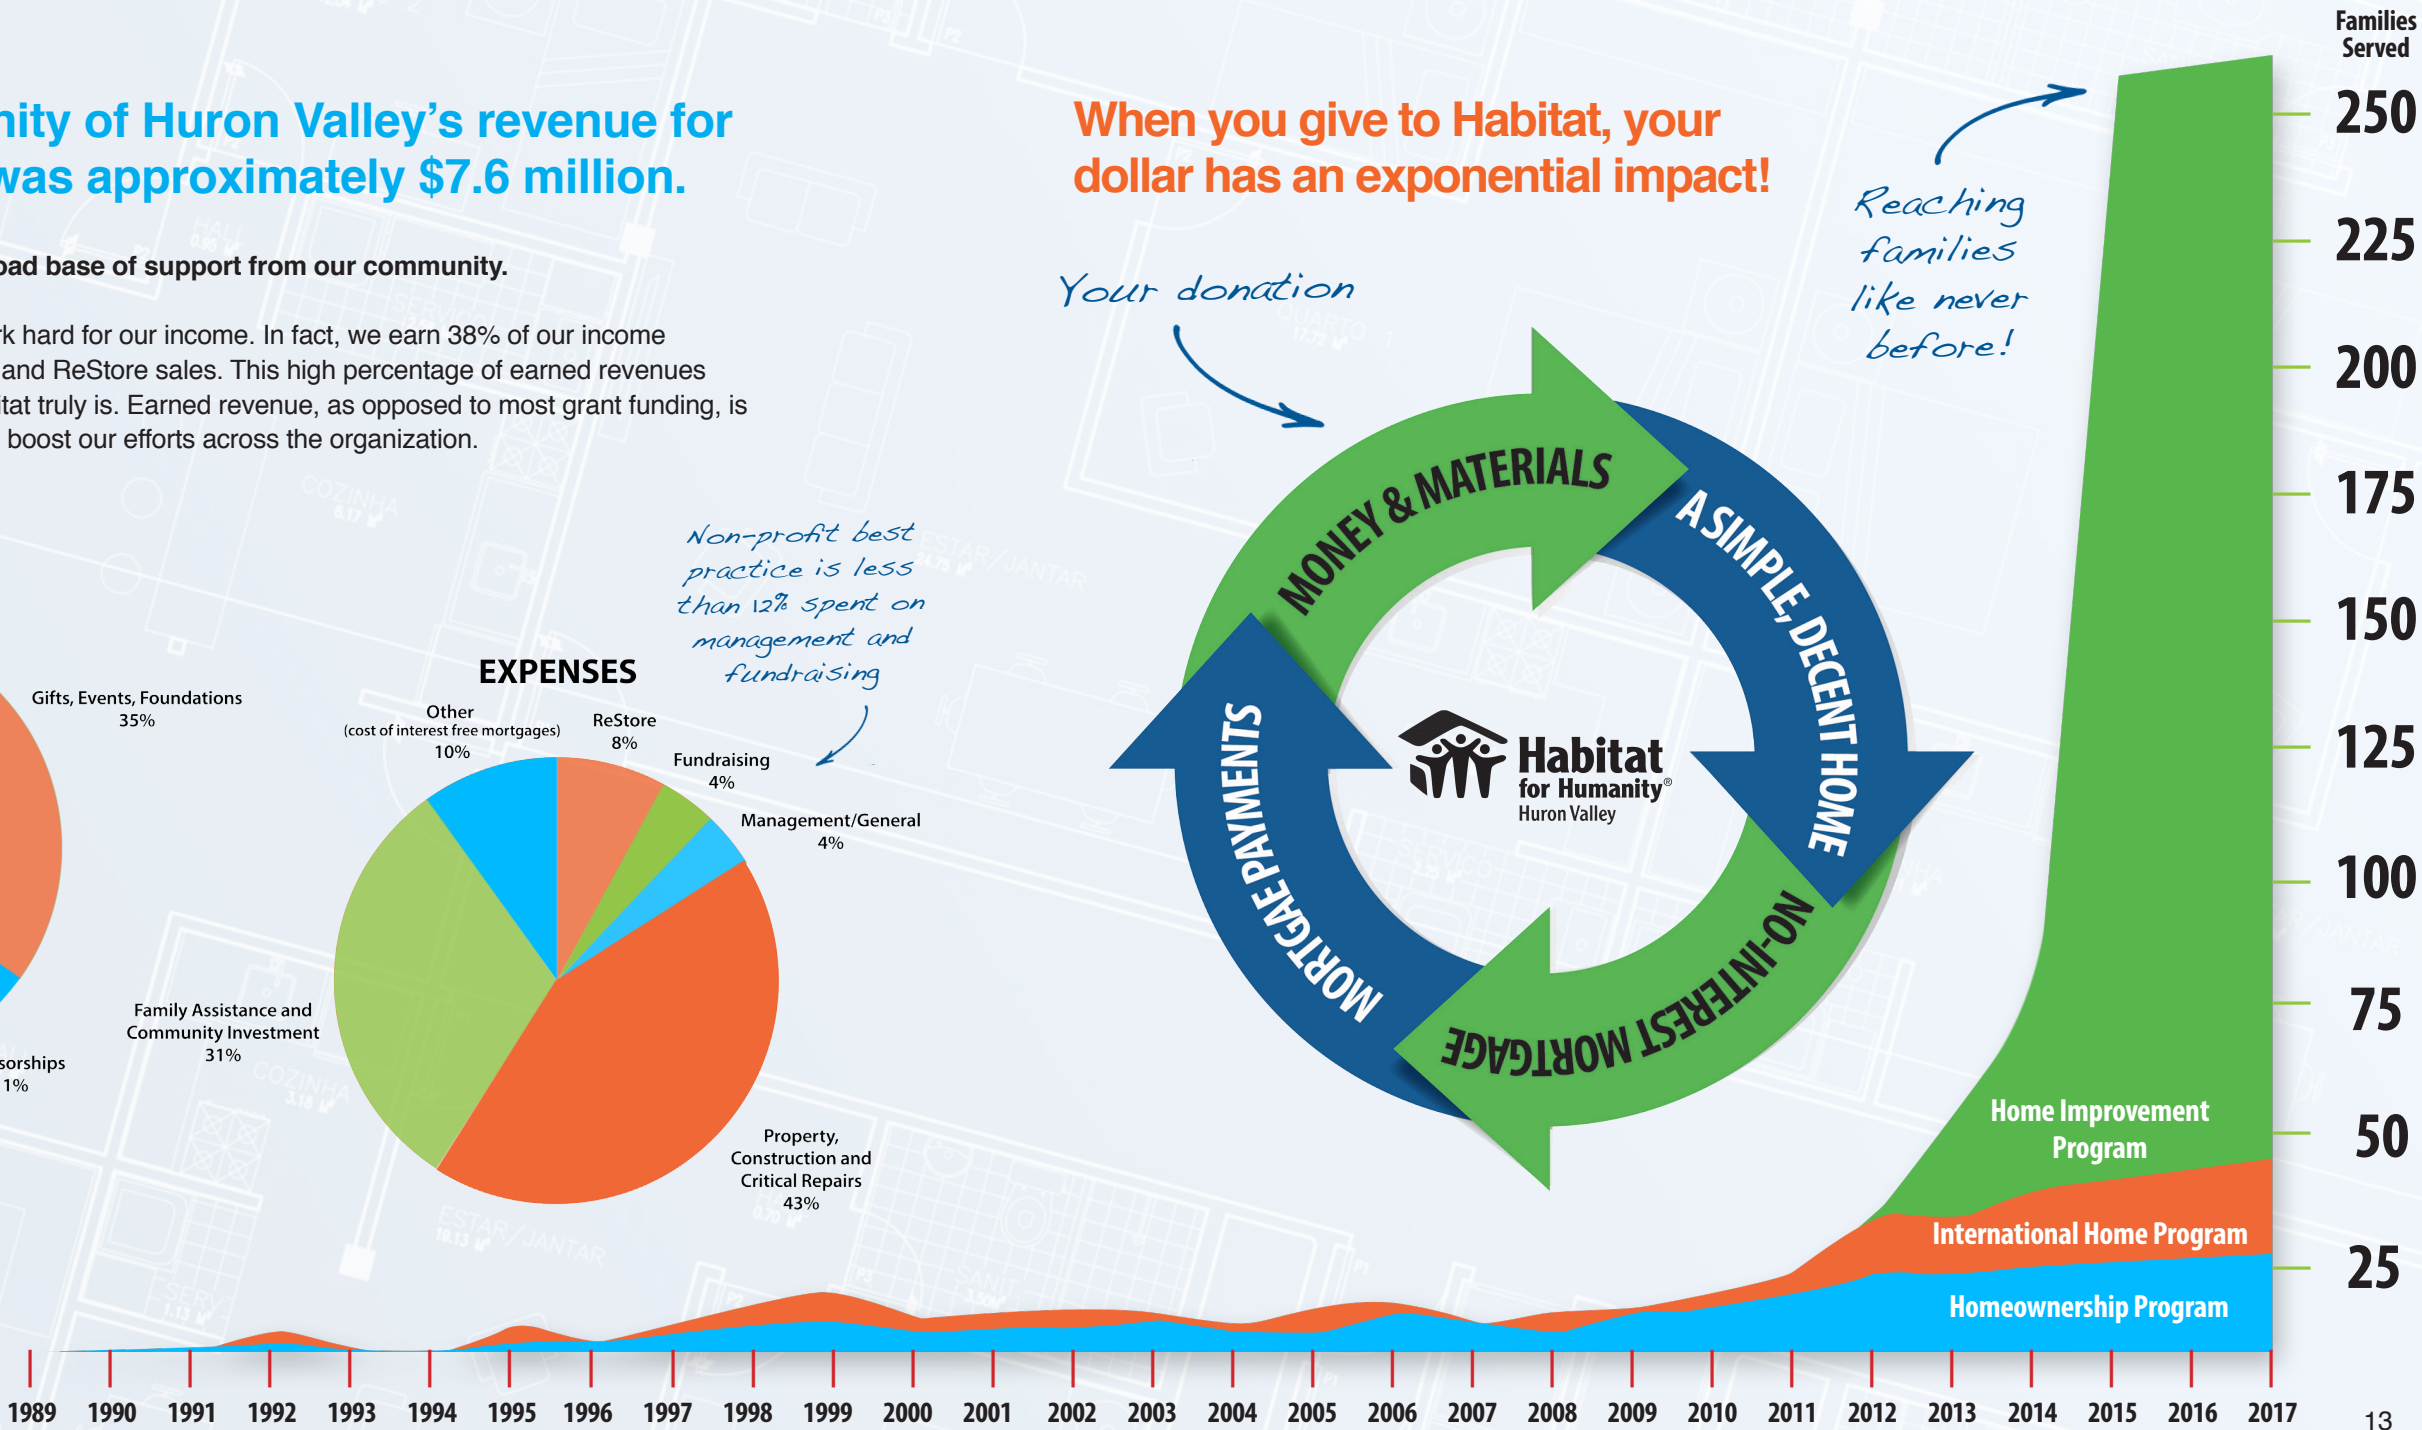 nity of Huron Valley’s revenue for
was approximately $7.6 million.
oad base of support from our community.
rk hard for our income. In fact, we earn 38% of our income
and ReStore sales. This high percentage of earned revenues
itat truly is. Earned revenue, as opposed to most grant funding, is
boost our efforts across the organization.
Gifts, Events, Foundations
35%
sorships
1%
EXPENSES
Non-profit best
practice is less
than 12% spent on
management and
fundraising
Other
(cost of interest free mortgages)
10%
ReStore
8%
Fundraising
4%
Management/General
4%
Family Assistance and
Community Investment
31%
Property,
Construction and
Critical Repairs
43%
When you give to Habitat, your
dollar has an exponential impact!
Your donation
MONEY & MATERIALS
A SIMPLE, DECENT HOME
NO-INTEREST MORTGAGE
MORTGAE PAYMENTS
Habitat
for Humanity®
Huron Valley
Reaching
families
like never
before!
Families
Served
250
225
200
175
150
125
100
75
50
25
Home Improvement
Program
International Home Program
Homeownership Program
1989 1990 1991 1992 1993 1994 1995 1996 1997 1998 1999 2000 2001 2002 2003 2004 2005 2006 2007 2008 2009 2010 2011 2012 2013 2014 2015 2016 2017
13